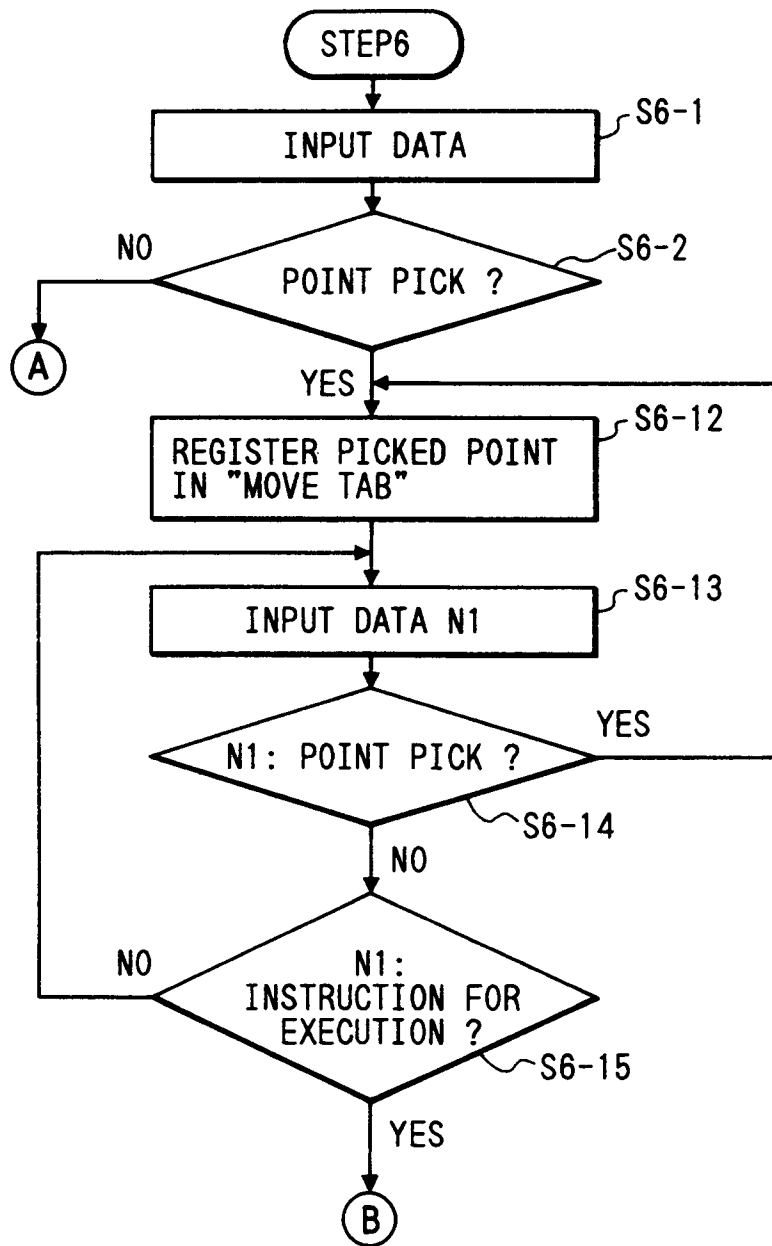 STEP6
S6-1
INPUT DATA
S6-2
NO
POINT PICK ?
A
YES
S6-12
REGISTER PICKED POINT
IN "MOVE TAB"
S6-13
INPUT DATA N1
YES
N1: POINT PICK ?
S6-14
NO
NO
N1:
INSTRUCTION FOR
EXECUTION ?
S6-15
YES
B